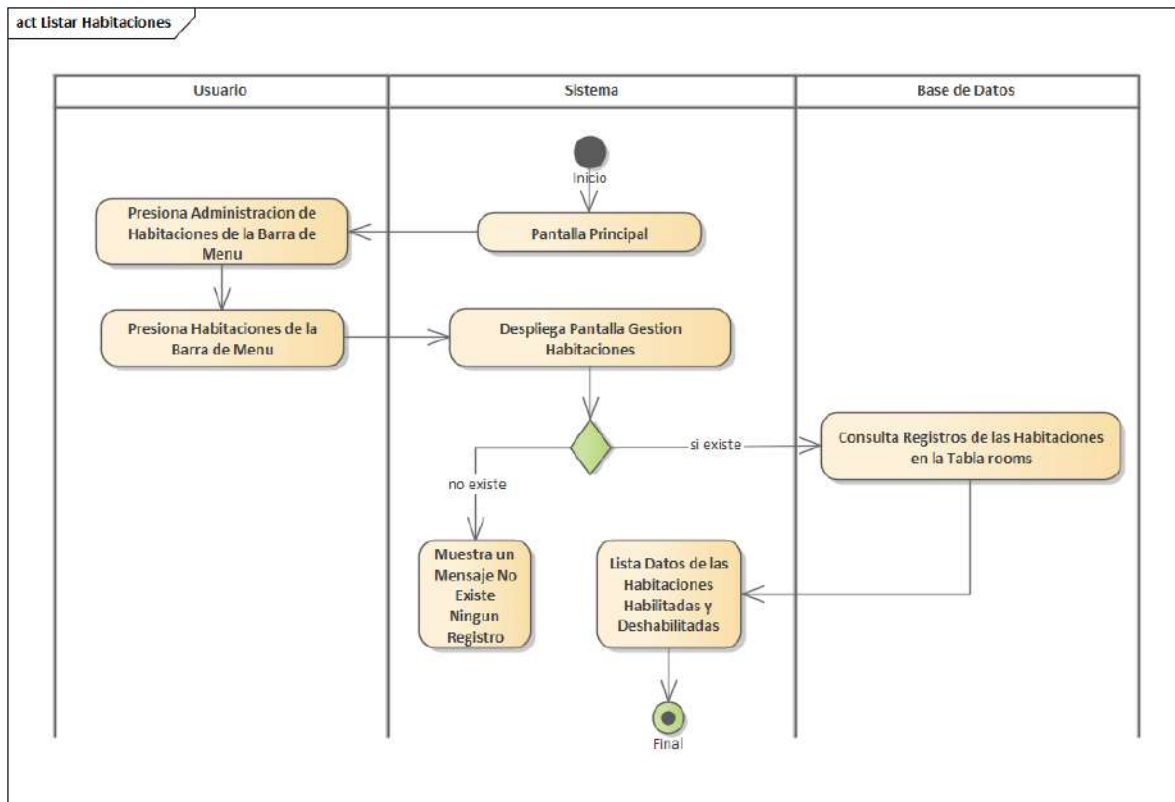 act Listar Habitaciones
Usuario
Sistema
Base de Datos
Inicio
Presiona Administracion de
Habitaciones de la Barra de
Menu
Pantalla Principal
Presiona Habitaciones de la
Barra de Menu
Despliega Pantalla Gestion
Habitaciones
si existe
Consulta Registros de las Habitaciones
en la Tabla rooms
no existe
Muestra un
Mensaje No
Existe
Ningun
Registro
Lista Datos de las
Habitaciones
Habilitadas y
Deshabilitadas
Final